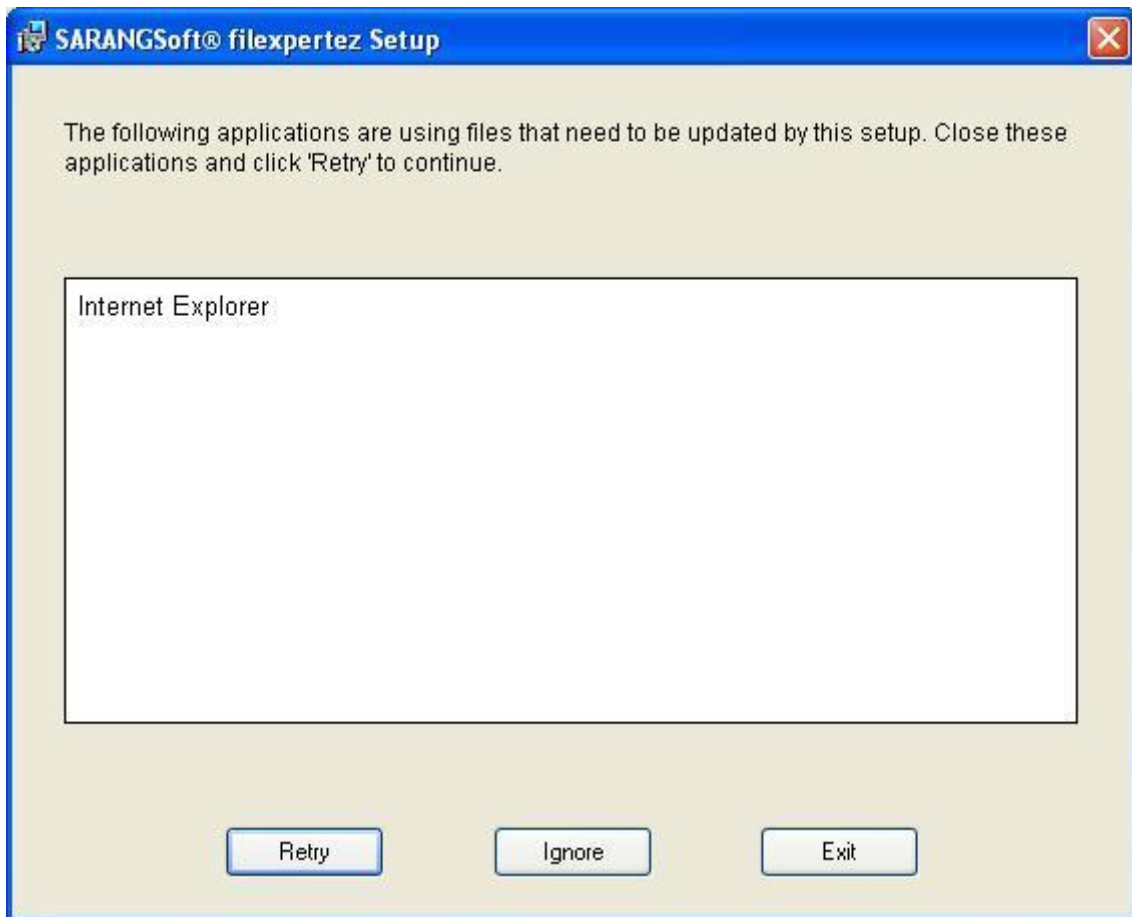 SARANGSoft® filexpertez Setup
The following applications are using files that need to be updated by this setup. Close these
applications and click 'Retry' to continue.
Internet Explorer
Retry
Ignore
Exit